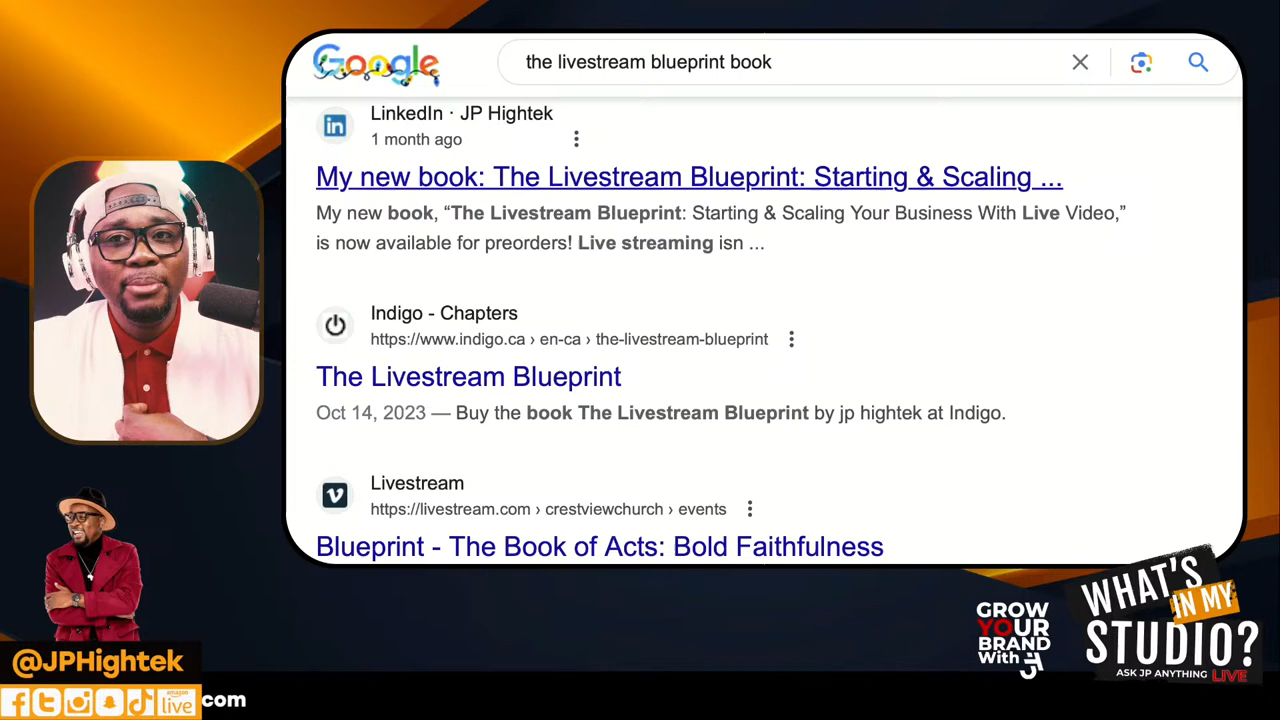 Google
the livestream blueprint book
LinkedIn · JP Hightek
1 month ago
My new book: The Livestream Blueprint: Starting & Scaling ...
My new book, “The Livestream Blueprint: Starting & Scaling Your Business With Live Video,”
is now available for preorders! Live streaming isn ...
Indigo - Chapters
https://www.indigo.ca › en-ca › the-livestream-blueprint
The Livestream Blueprint
Oct 14, 2023 — Buy the book The Livestream Blueprint by jp hightek at Indigo.
Livestream
https://livestream.com › crestviewchurch › events
Blueprint - The Book of Acts: Bold Faithfulness
@JPHightek
amazon
live
com
GROW
YOUR
BRAND
With J
WHAT'S
IN MY
STUDIO?
ASK JP ANYTHING LIVE